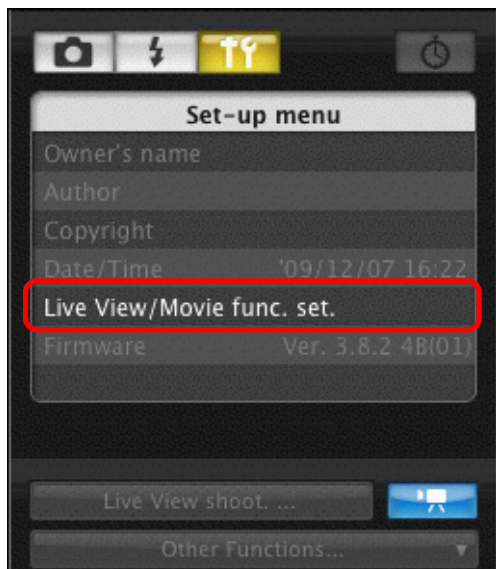 Set-up menu
Owner's name
Author
Copyright
Date/Time '09/12/07 16:22
Live View/Movie func. set.
Firmware Ver. 3.8.2 4B(01)
Live View shoot. ...
Other Functions...